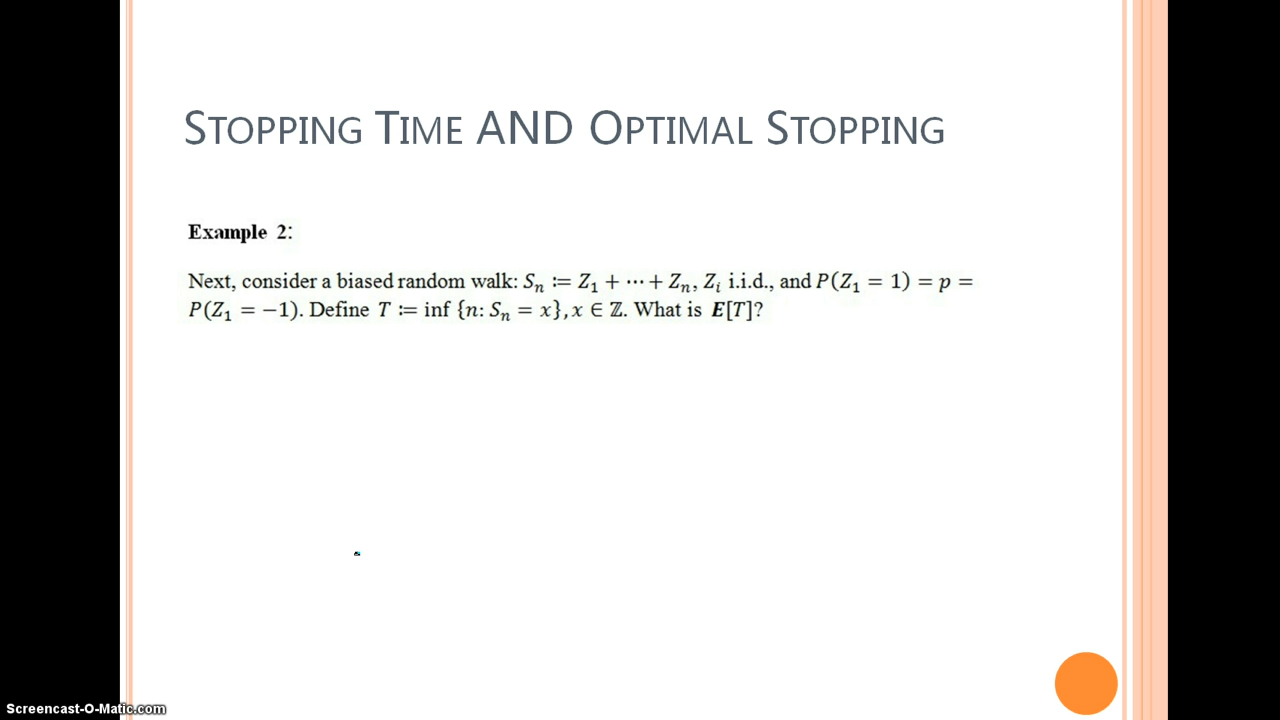 STOPPING TIME AND OPTIMAL STOPPING
Example 2:
Next, consider a biased random walk: Sₙ := Z₁ + ⋯ + Zₙ, Zᵢ i.i.d., and P(Z₁ = 1) = p =
P(Z₁ = −1). Define T := inf {n: Sₙ = x}, x ∈ ℤ. What is E[T]?
Screencast-O-Matic.com